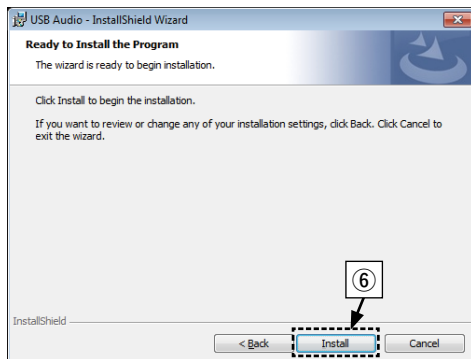 USB Audio - InstallShield Wizard
Ready to Install the Program
The wizard is ready to begin installation.
Click Install to begin the installation.
If you want to review or change any of your installation settings, click Back. Click Cancel to
exit the wizard.
⑥
InstallShield
< Back Install Cancel